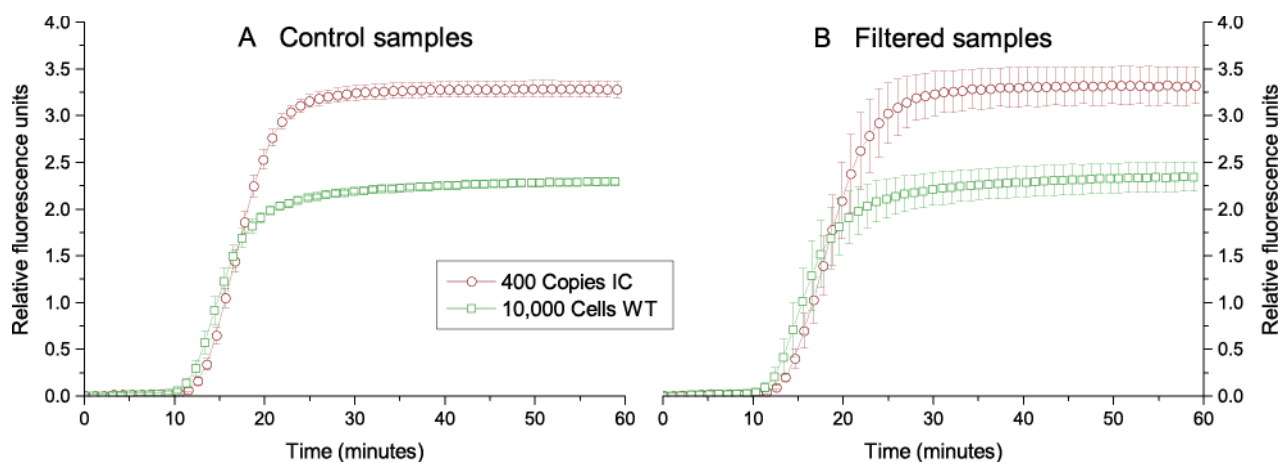 A Control samples
B Filtered samples
Relative fluorescence units
4.0
3.5
3.0
2.5
2.0
1.5
1.0
0.5
0.0
0 10 20 30 40 50 60
Time (minutes)
400 Copies IC
10,000 Cells WT
0 10 20 30 40 50 60
Time (minutes)
4.0
3.5
3.0
2.5
2.0
1.5
1.0
0.5
0.0
Relative fluorescence units